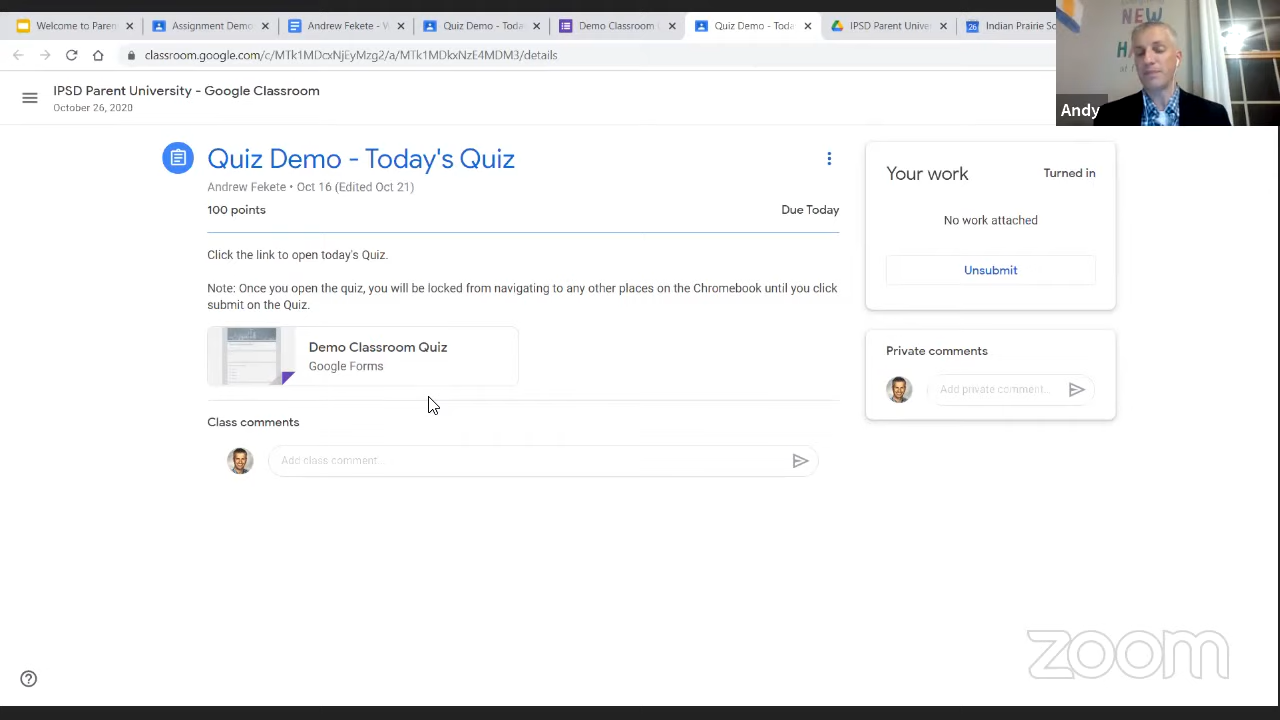 Welcome to Paren
Assignment Demo
Andrew Fekete - V
Quiz Demo - Toda
Demo Classroom
Quiz Demo - Toda
IPSD Parent Unive
26
Indian Prairie Sc
classroom.google.com/c/MTk1MDcxNjEyMzg2/a/MTk1MDkxNzE4MDM3/details
NEW
Andy
IPSD Parent University - Google Classroom
October 26, 2020
Quiz Demo - Today's Quiz
Andrew Fekete • Oct 16 (Edited Oct 21)
100 points
Due Today
Click the link to open today's Quiz.
Note: Once you open the quiz, you will be locked from navigating to any other places on the Chromebook until you click
submit on the Quiz.
Demo Classroom Quiz
Google Forms
Class comments
Add class comment...
Your work
Turned in
No work attached
Unsubmit
Private comments
Add private comment...
zoom